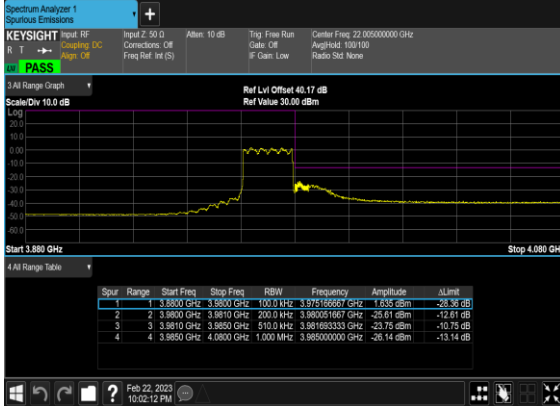 Spectrum Analyzer 1
Spurious Emissions
KEYSIGHT Input: RF Input Z: 50 Ω Atten: 10 dB Trig: Free Run Center Freq: 22.005000000 GHz
R T Coupling: DC Corrections: Off Gate: Off Avg|Hold: 100/100
Align: Off Freq Ref: Int (S) IF Gain: Low Radio Std: None
PASS
3 All Range Graph Ref Lvl Offset 40.17 dB
Scale/Div 10.0 dB Ref Value 30.00 dBm
Log
20.0
10.0
0.00
-10.0
-20.0
-30.0
-40.0
-50.0
-60.0
Start 3.880 GHz Stop 4.080 GH
4 All Range Table
Spur Range Start Freq Stop Freq RBW Frequency Amplitude ΔLimit
1 1 3.8800 GHz 3.9800 GHz 100.0 kHz 3.975166667 GHz 1.635 dBm -28.36 dB
2 2 3.9800 GHz 3.9810 GHz 200.0 kHz 3.980051667 GHz -25.61 dBm -12.61 dB
3 3 3.9810 GHz 3.9850 GHz 510.0 kHz 3.981693333 GHz -23.75 dBm -10.75 dB
4 4 3.9850 GHz 4.0800 GHz 1.000 MHz 3.985000000 GHz -26.14 dBm -13.14 dB
Feb 22, 2023
10:02:12 PM